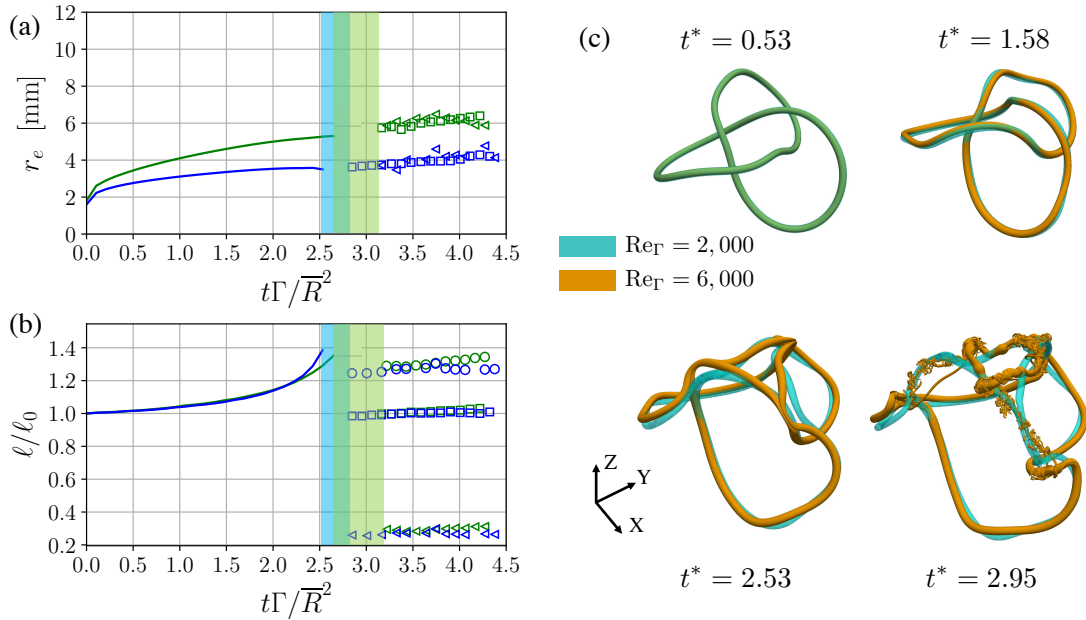 (a)
12
10
8
6
4
2
0
r_e [mm]
0.0 0.5 1.0 1.5 2.0 2.5 3.0 3.5 4.0 4.5
tΓ/R̅²
(b)
1.4
1.2
1.0
0.8
0.6
0.4
0.2
ℓ/ℓ₀
0.0 0.5 1.0 1.5 2.0 2.5 3.0 3.5 4.0 4.5
tΓ/R̅²
(c)
t* = 0.53
t* = 1.58
Re_Γ = 2,000
Re_Γ = 6,000
Z
Y
X
t* = 2.53
t* = 2.95